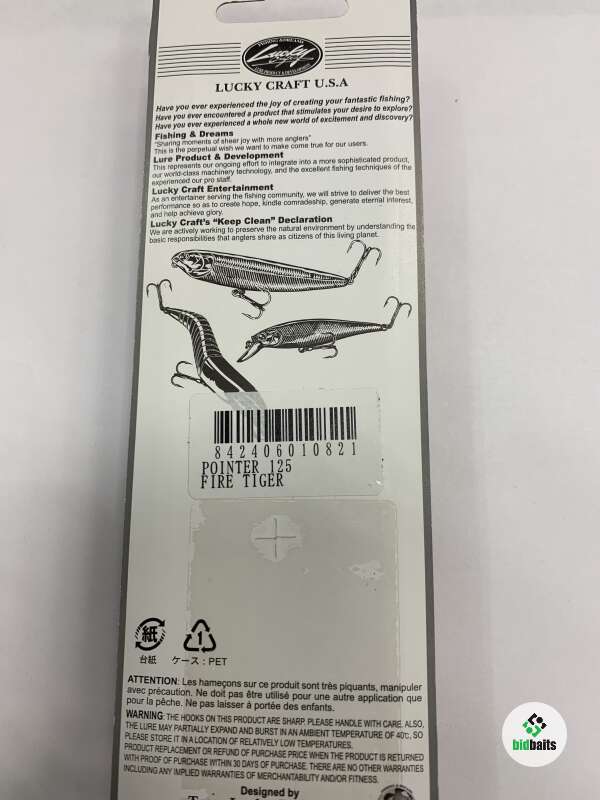 FISHING & DREAMS
Lucky
Craft
LURE PRODUCT & DEVELOPMENT
LUCKY CRAFT U.S.A
Have you ever experienced the joy of creating your fantastic fishing?
Have you ever encountered a product that stimulates your desire to explore?
Have you ever experienced a whole new world of excitement and discovery?
Fishing & Dreams
"Sharing moments of sheer joy with more anglers"
This is the perpetual wish we want to make come true for our users.
Lure Product & Development
This represents our ongoing effort to integrate into a more sophisticated product,
our world-class machinery technology, and the excellent fishing techniques of the
experienced our pro staff.
Lucky Craft Entertainment
As an entertainer serving the fishing community, we will strive to deliver the best
performance so as to create hope, kindle comradeship, generate eternal interest,
and help achieve glory.
Lucky Craft's "Keep Clean" Declaration
We are actively working to preserve the natural environment by understanding the
basic responsibilities that anglers share as citizens of this living planet.
842406010821
POINTER 125
FIRE TIGER
紙
1
台紙 ケース : PET
ATTENTION: Les hameçons sur ce produit sont très piquants, manipuler
avec précaution. Ne doit pas être utilisé pour une autre application que
pour la pêche. Ne pas laisser à portée des enfants.
WARNING: THE HOOKS ON THIS PRODUCT ARE SHARP. PLEASE HANDLE WITH CARE. ALSO,
THE LURE MAY PARTIALLY EXPAND AND BURST IN AN AMBIENT TEMPERATURE OF 40℃, SO
PLEASE STORE IT IN A LOCATION OF RELATIVELY LOW TEMPERATURES.
PRODUCT REPLACEMENT OR REFUND OF PURCHASE PRICE WHEN THE PRODUCT IS RETURNED
WITH PROOF OF PURCHASE WITHIN 30 DAYS OF PURCHASE. THERE ARE NO OTHER WARRANTIES
INCLUDING ANY IMPLIED WARRANTIES OF MERCHANTABILITY AND/OR FITNESS.
Designed by
bidbaits